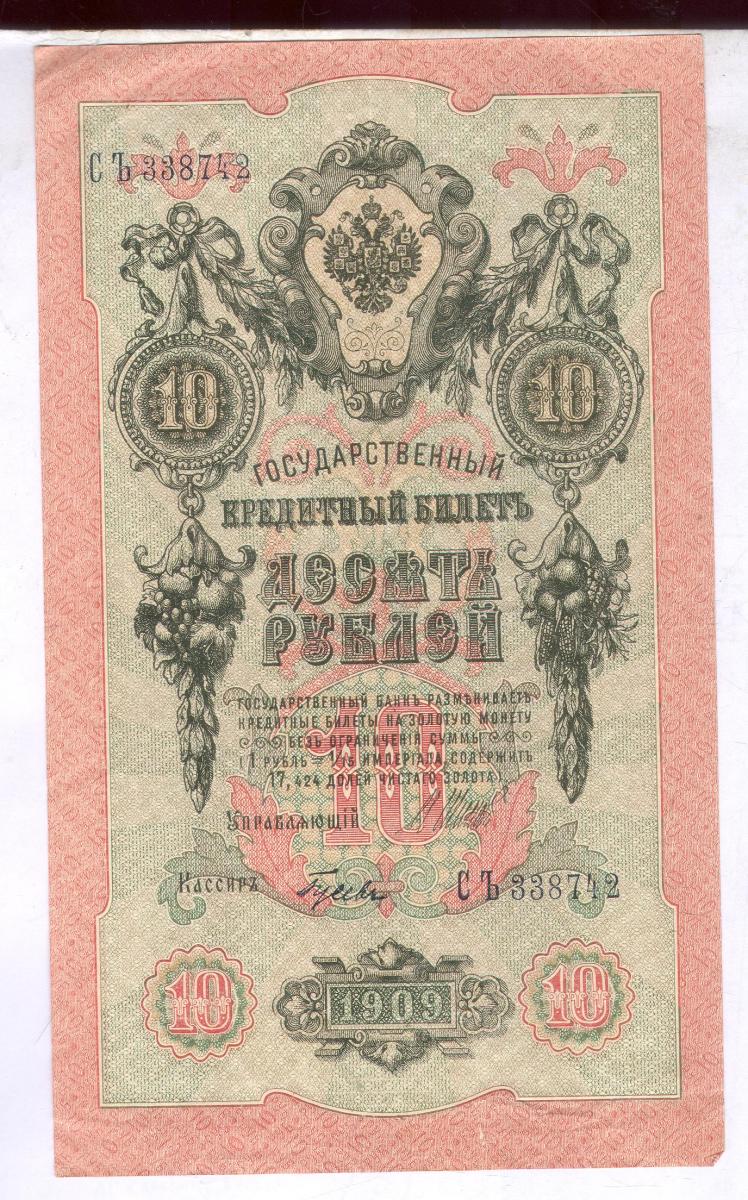 СЪ 338742
10
10
ГОСУДАРСТВЕННЫЙ
КРЕДИТНЫЙ БИЛЕТЪ
ДЕСЯТЬ
РУБЛЕЙ
ГОСУДАРСТВЕННЫЙ БАНКЪ РАЗМѢНИВАЕТЪ
КРЕДИТНЫЕ БИЛЕТЫ НА ЗОЛОТУЮ МОНЕТУ
БЕЗЪ ОГРАНИЧЕНІЯ СУММЫ
(1 РУБЛЬ = 1/15 ИМПЕРІАЛА, СОДЕРЖИТЪ
17,424 ДОЛЕЙ ЧИСТАГО ЗОЛОТА).
10
УПРАВЛЯЮЩІЙ
КАССИРЪ
Гусевъ
СЪ 338742
10
1909
10